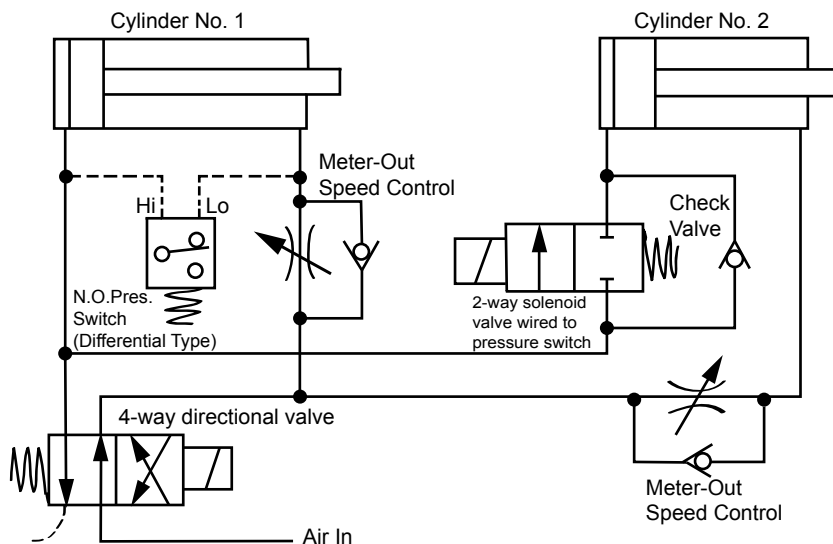 Cylinder No. 1
Cylinder No. 2
Meter-Out
Speed Control
Hi
Lo
Check
Valve
N.O.Pres.
Switch
(Differential Type)
2-way solenoid
valve wired to
pressure switch
4-way directional valve
Meter-Out
Speed Control
Air In